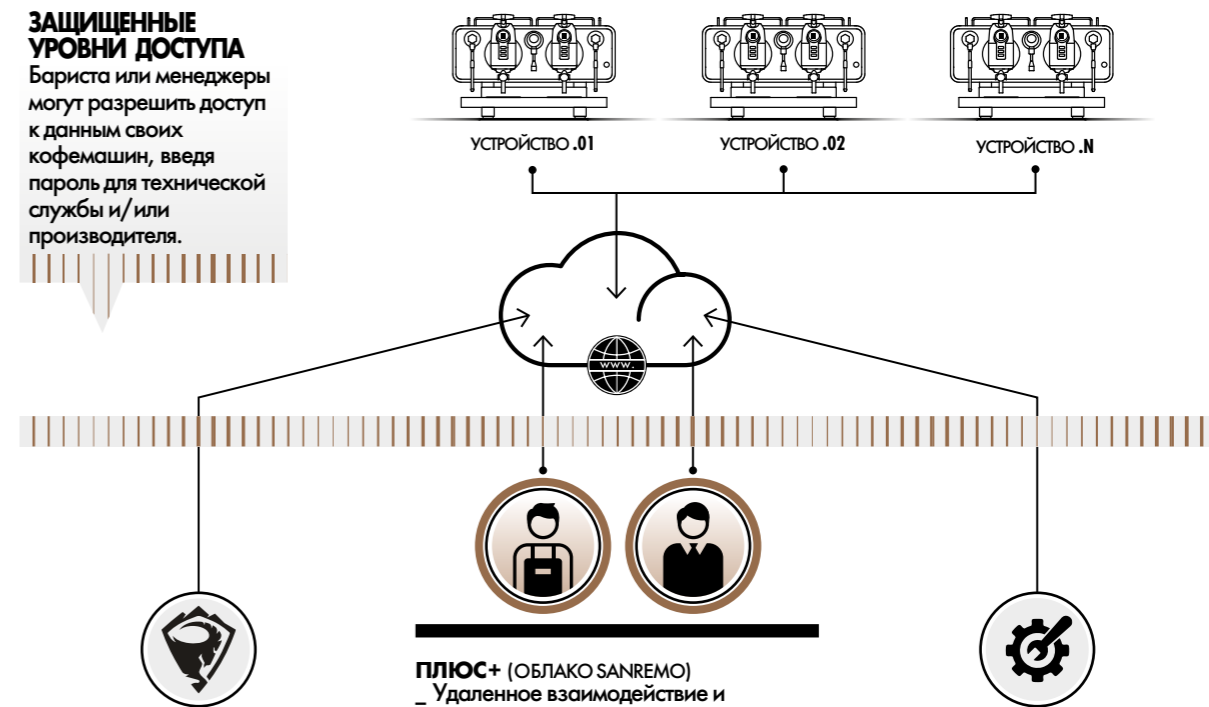 ЗАЩИЩЕННЫЕ
УРОВНИ ДОСТУПА
Бариста или менеджеры
могут разрешить доступ
к данным своих
кофемашин, введя
пароль для технической
службы и/или
производителя.
УСТРОЙСТВО .01
УСТРОЙСТВО .02
УСТРОЙСТВО .N
www.
ПЛЮС+ (ОБЛАКО SANREMO)
_ Удаленное взаимодействие и